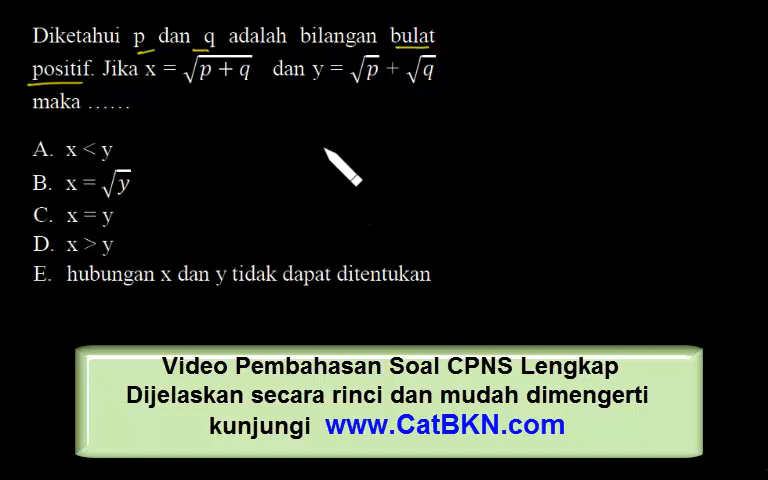 Diketahui p dan q adalah bilangan bulat
positif. Jika x = √(p + q) dan y = √p + √q
maka ……
A. x < y
B. x = √y
C. x = y
D. x > y
E. hubungan x dan y tidak dapat ditentukan
Video Pembahasan Soal CPNS Lengkap
Dijelaskan secara rinci dan mudah dimengerti
kunjungi www.CatBKN.com